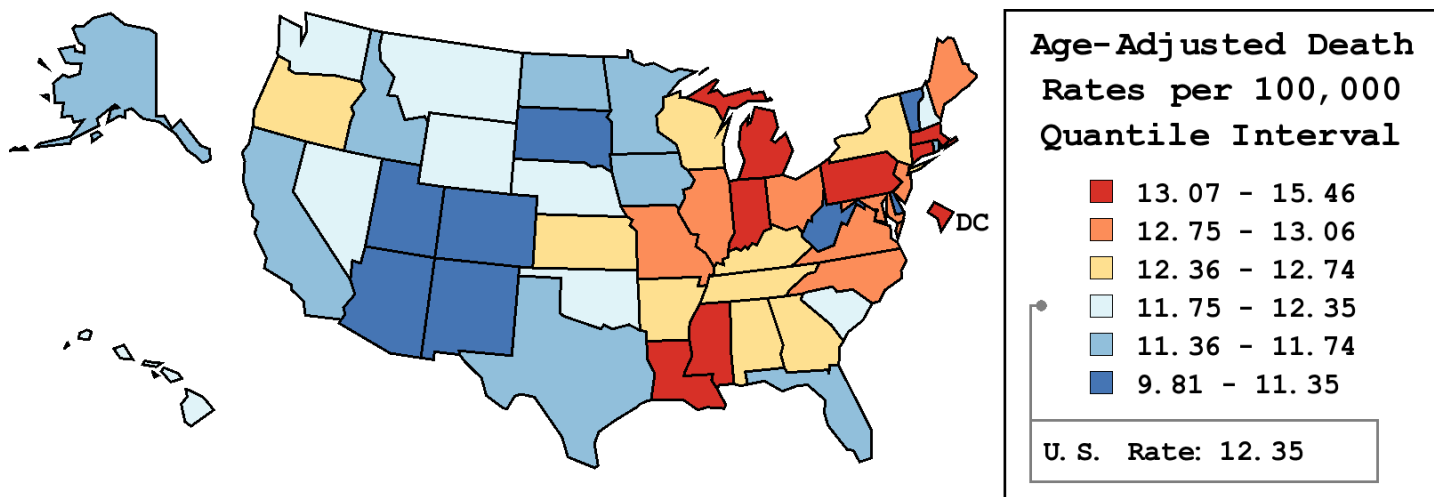 Age-Adjusted Death
Rates per 100,000
Quantile Interval
13.07 - 15.46
12.75 - 13.06
DC
12.36 - 12.74
11.75 - 12.35
11.36 - 11.74
9.81 - 11.35
U.S. Rate: 12.35